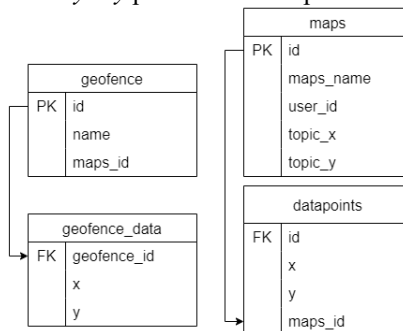 maps
PK id
maps_name
user_id
topic_x
topic_y
geofence
PK id
name
maps_id
geofence_data
FK geofence_id
x
y
datapoints
FK id
x
y
maps_id